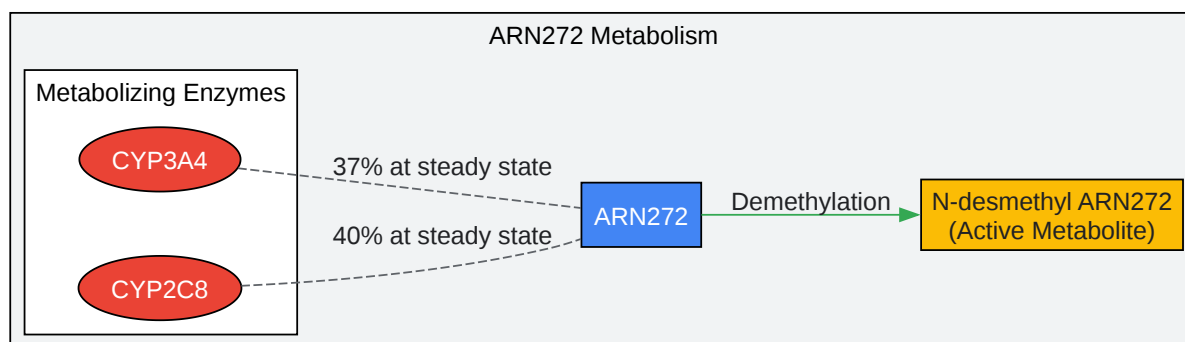 ARN272 Metabolism
Metabolizing Enzymes
CYP3A4
37% at steady state
ARN272
Demethylation
N-desmethyl ARN272
(Active Metabolite)
40% at steady state
CYP2C8